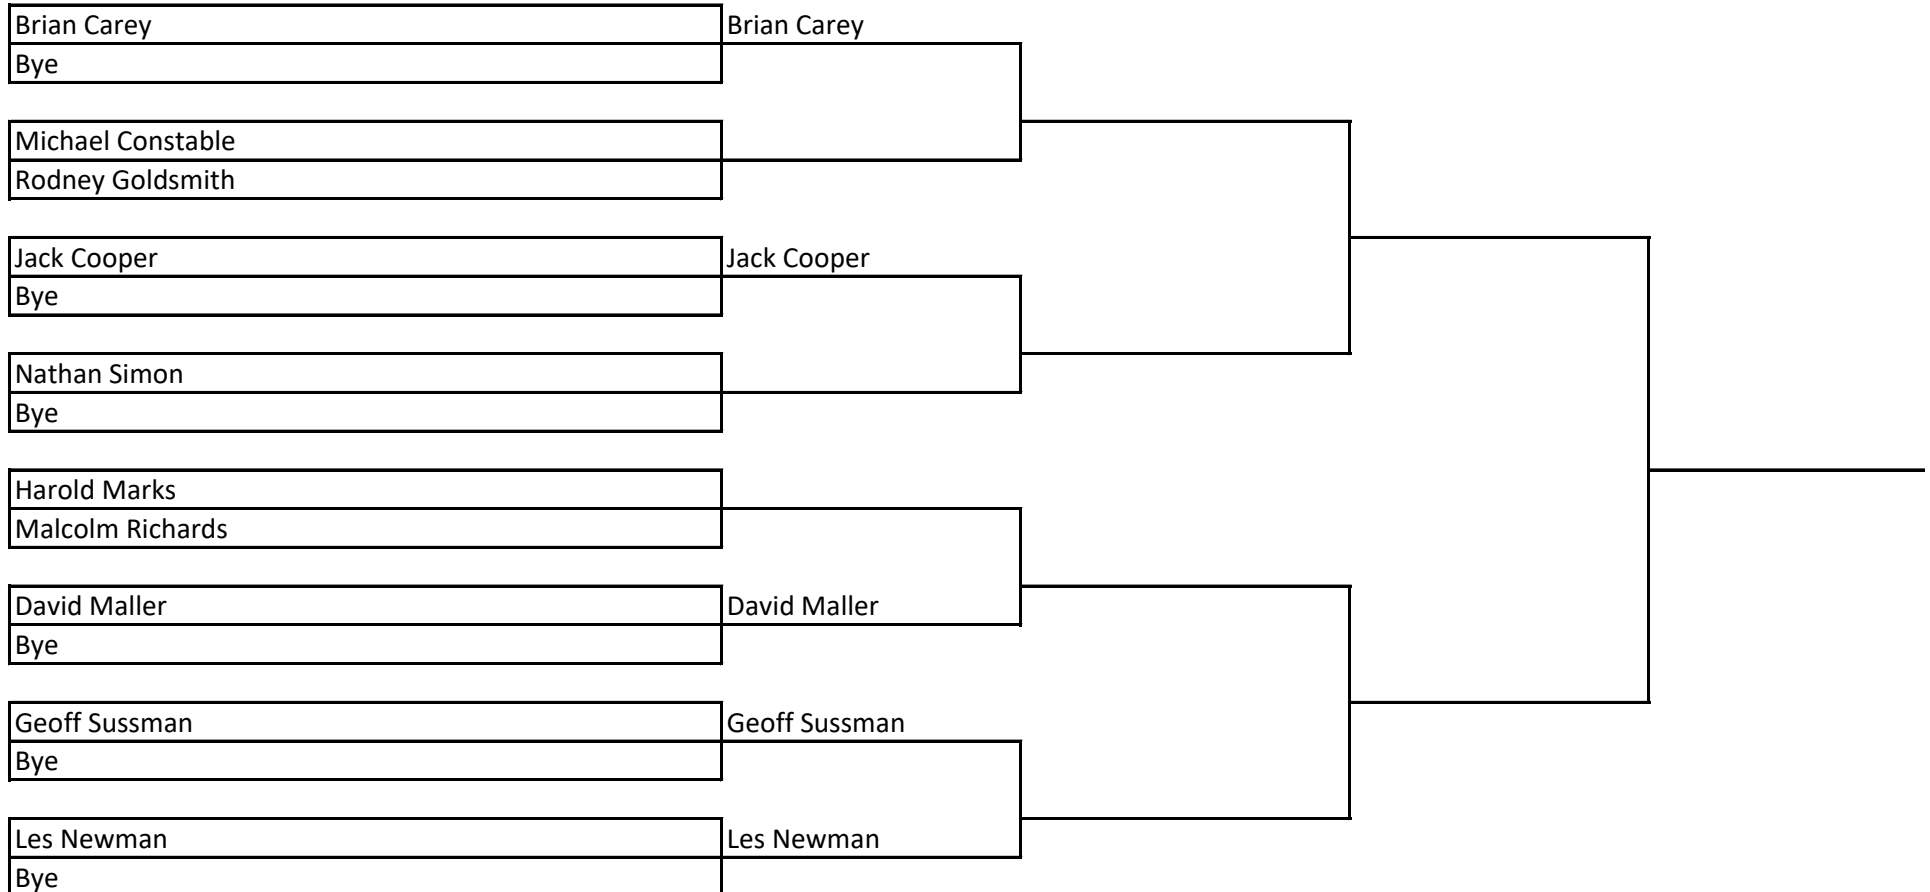 Brian Carey
Brian Carey
Bye
Michael Constable
Rodney Goldsmith
Jack Cooper
Jack Cooper
Bye
Nathan Simon
Bye
Harold Marks
Malcolm Richards
David Maller
David Maller
Bye
Geoff Sussman
Geoff Sussman
Bye
Les Newman
Les Newman
Bye